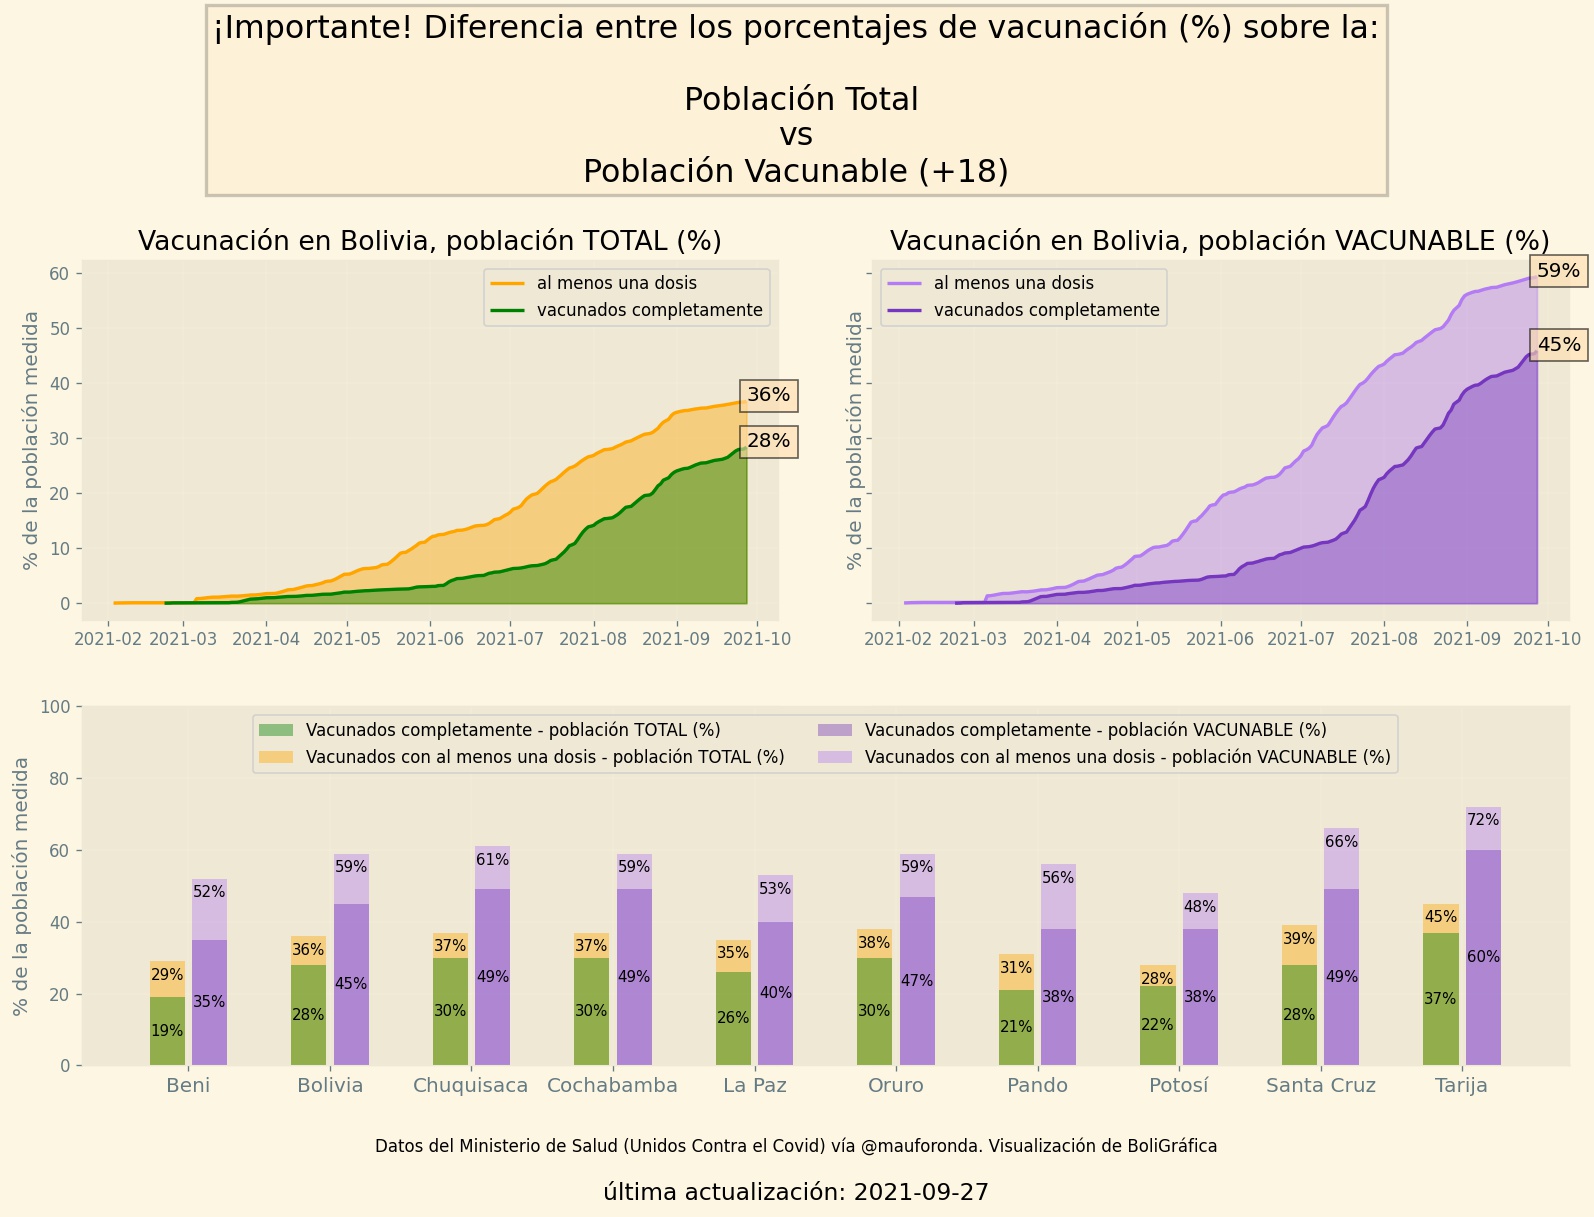 ¡Importante! Diferencia entre los porcentajes de vacunación (%) sobre la:
Población Total
vs
Población Vacunable (+18)
Vacunación en Bolivia, población TOTAL (%)
% de la población medida
60
50
40
30
20
10
0
al menos una dosis
vacunados completamente
36%
28%
2021-02 2021-03 2021-04 2021-05 2021-06 2021-07 2021-08 2021-09 2021-10
Vacunación en Bolivia, población VACUNABLE (%)
% de la población medida
al menos una dosis
vacunados completamente
59%
45%
2021-02 2021-03 2021-04 2021-05 2021-06 2021-07 2021-08 2021-09 2021-10
% de la población medida
100
80
60
40
20
0
Vacunados completamente - población TOTAL (%)
Vacunados con al menos una dosis - población TOTAL (%)
Vacunados completamente - población VACUNABLE (%)
Vacunados con al menos una dosis - población VACUNABLE (%)
29% 19% 52% 35%
36% 28% 59% 45%
37% 30% 61% 49%
37% 30% 59% 49%
35% 26% 53% 40%
38% 30% 59% 47%
31% 21% 56% 38%
28% 22% 48% 38%
39% 28% 66% 49%
45% 37% 72% 60%
Beni Bolivia Chuquisaca Cochabamba La Paz Oruro Pando Potosí Santa Cruz Tarija
Datos del Ministerio de Salud (Unidos Contra el Covid) vía @mauforonda. Visualización de BoliGráfica
última actualización: 2021-09-27